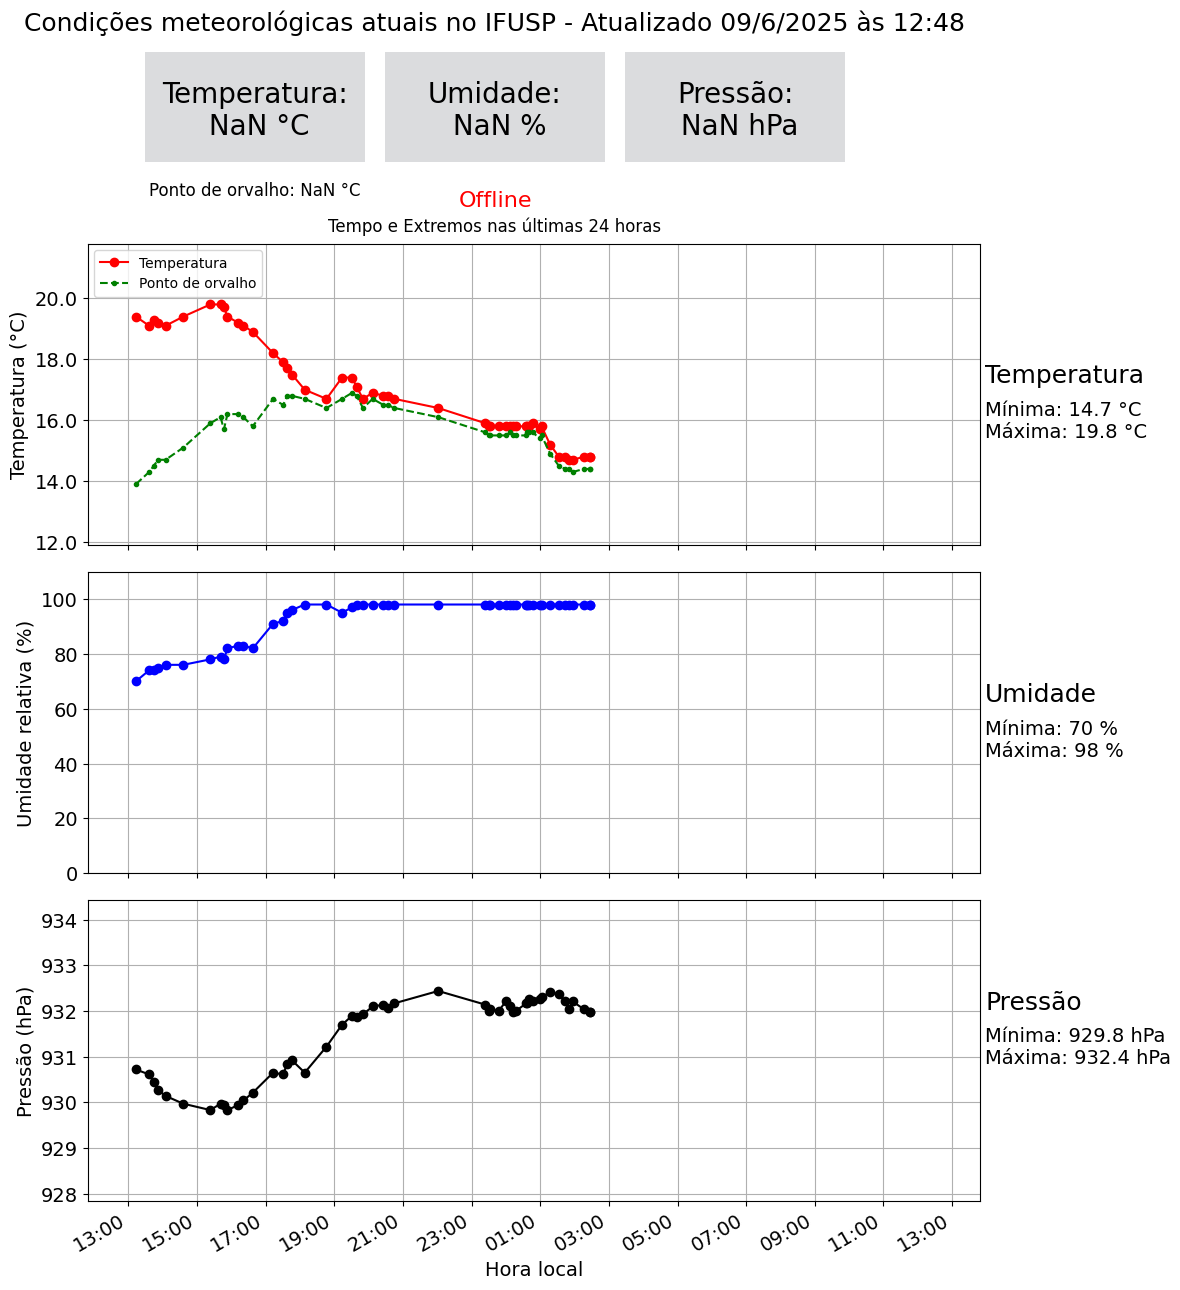 Condições meteorológicas atuais no IFUSP - Atualizado 09/6/2025 às 12:48
Temperatura:
NaN °C
Umidade:
NaN %
Pressão:
NaN hPa
Ponto de orvalho: NaN °C
Offline
Tempo e Extremos nas últimas 24 horas
Temperatura
Ponto de orvalho
Temperatura (°C)
20.0
18.0
16.0
14.0
12.0
Temperatura
Mínima: 14.7 °C
Máxima: 19.8 °C
Umidade relativa (%)
100
80
60
40
20
0
Umidade
Mínima: 70 %
Máxima: 98 %
Pressão (hPa)
934
933
932
931
930
929
928
Pressão
Mínima: 929.8 hPa
Máxima: 932.4 hPa
13:00 15:00 17:00 19:00 21:00 23:00 01:00 03:00 05:00 07:00 09:00 11:00 13:00
Hora local